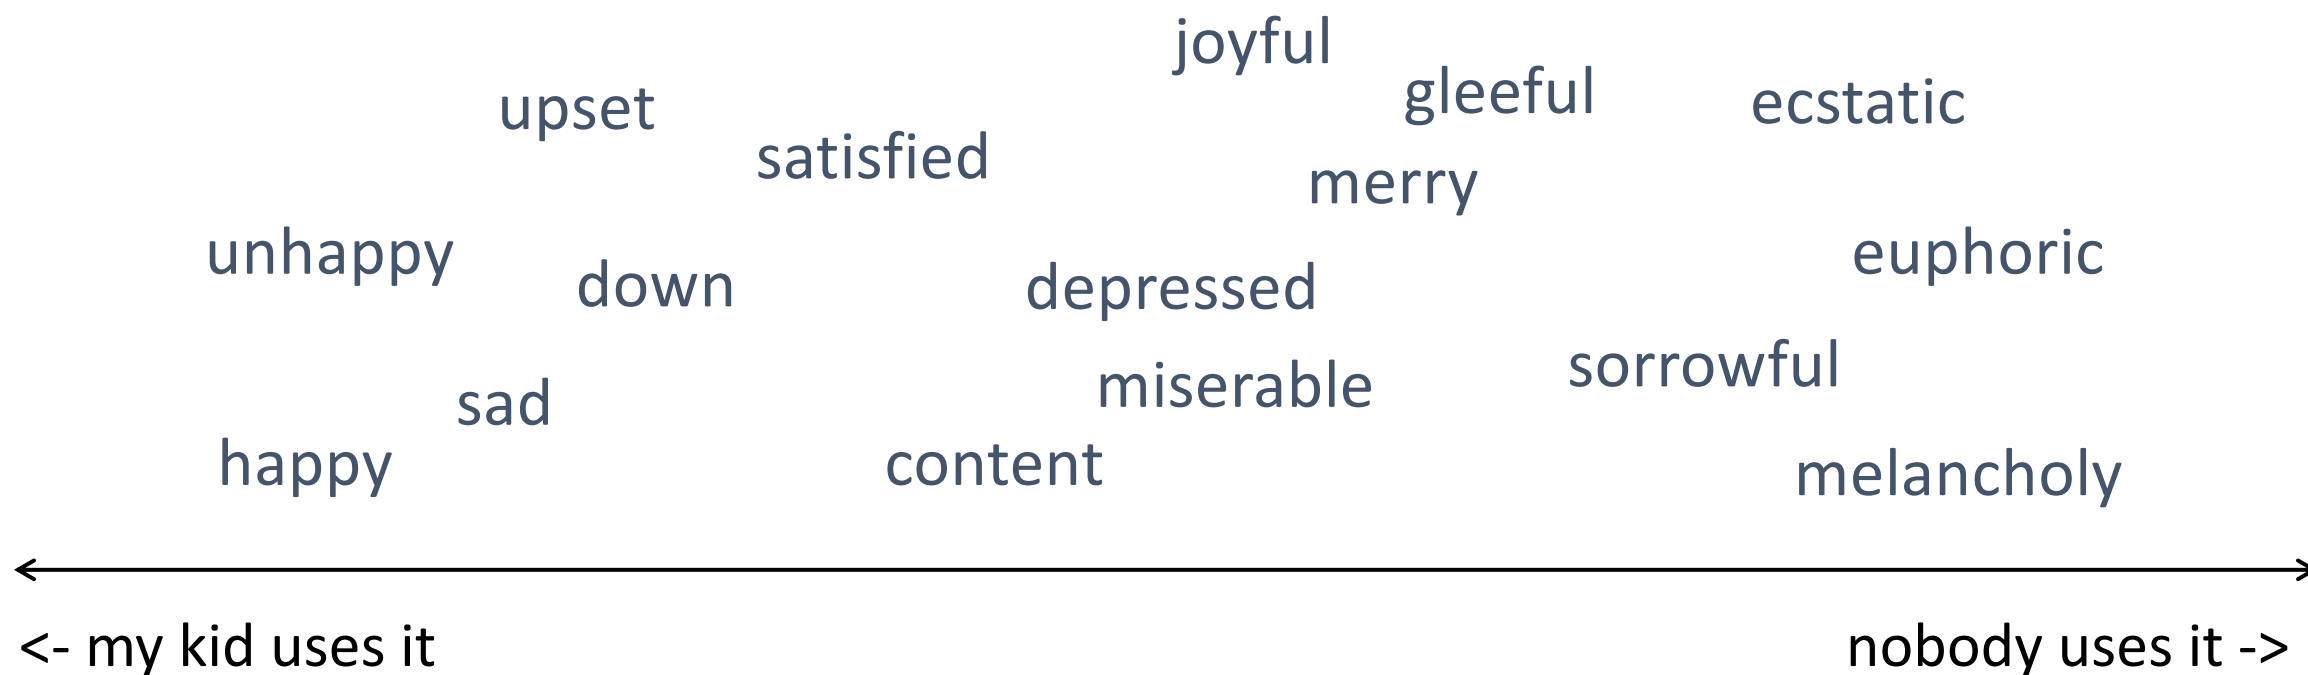 joyful
gleeful
ecstatic
upset
satisfied
merry
unhappy
down
depressed
euphoric
sorrowful
miserable
sad
happy
content
melancholy
<- my kid uses it
nobody uses it ->